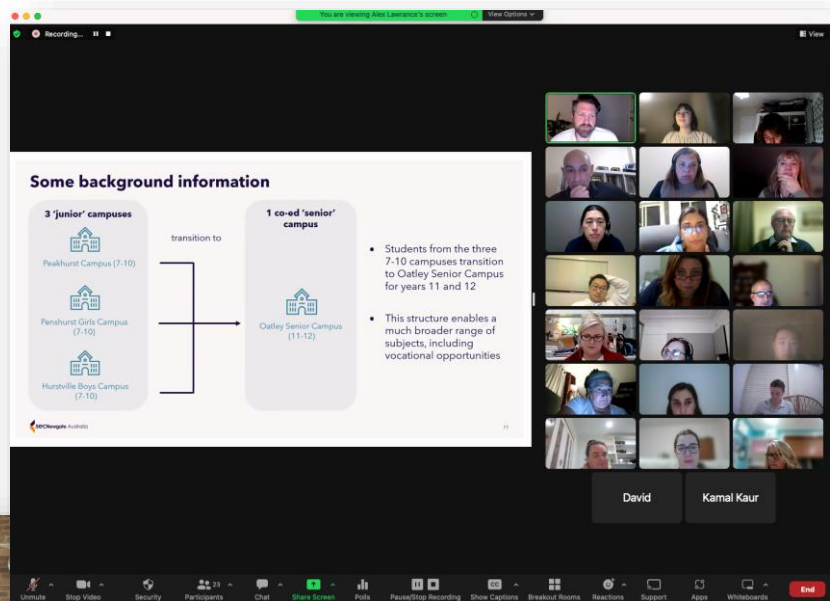 You are viewing Alex Lawrance's screen
View Options
Recording...
View
Some background information
3 'junior' campuses
Peakhurst Campus (7-10)
Penshurst Girls Campus
(7-10)
Hurstville Boys Campus
(7-10)
transition to
1 co-ed 'senior'
campus
Oatley Senior Campus
(11-12)
• Students from the three
7-10 campuses transition
to Oatley Senior Campus
for years 11 and 12
• This structure enables a
much broader range of
subjects, including
vocational opportunities
SECNewgate Australia
David
Kamal Kaur
Unmute
Stop Video
Security
23
Participants
Chat
Share Screen
Polls
Pause/Stop Recording
CC
Show Captions
Breakout Rooms
Reactions
Support
Apps
Whiteboards
End